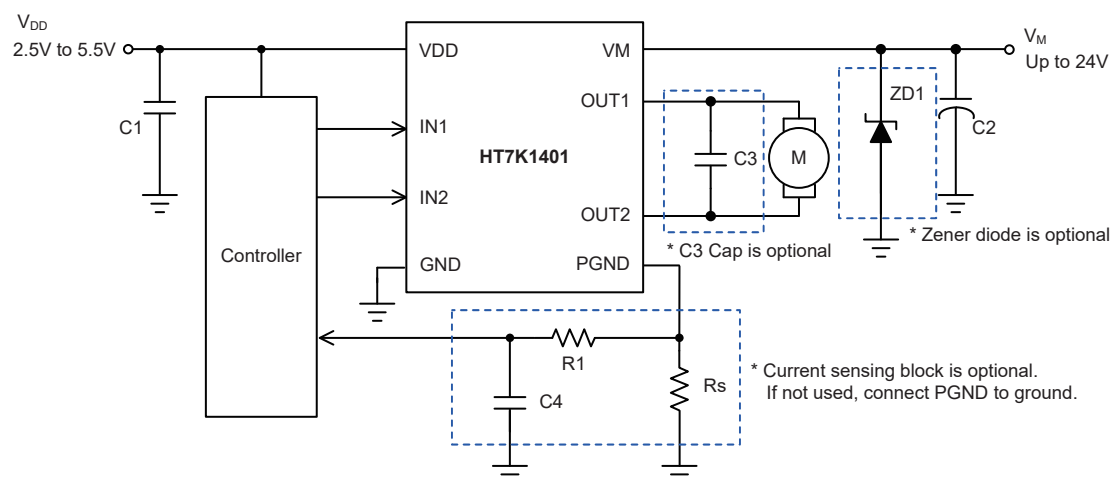 VDD
2.5V to 5.5V
C1
Controller
VDD
IN1
IN2
GND
HT7K1401
VM
OUT1
OUT2
PGND
C3
M
* C3 Cap is optional
ZD1
C2
VM
Up to 24V
* Zener diode is optional
R1
C4
Rs
* Current sensing block is optional.
If not used, connect PGND to ground.